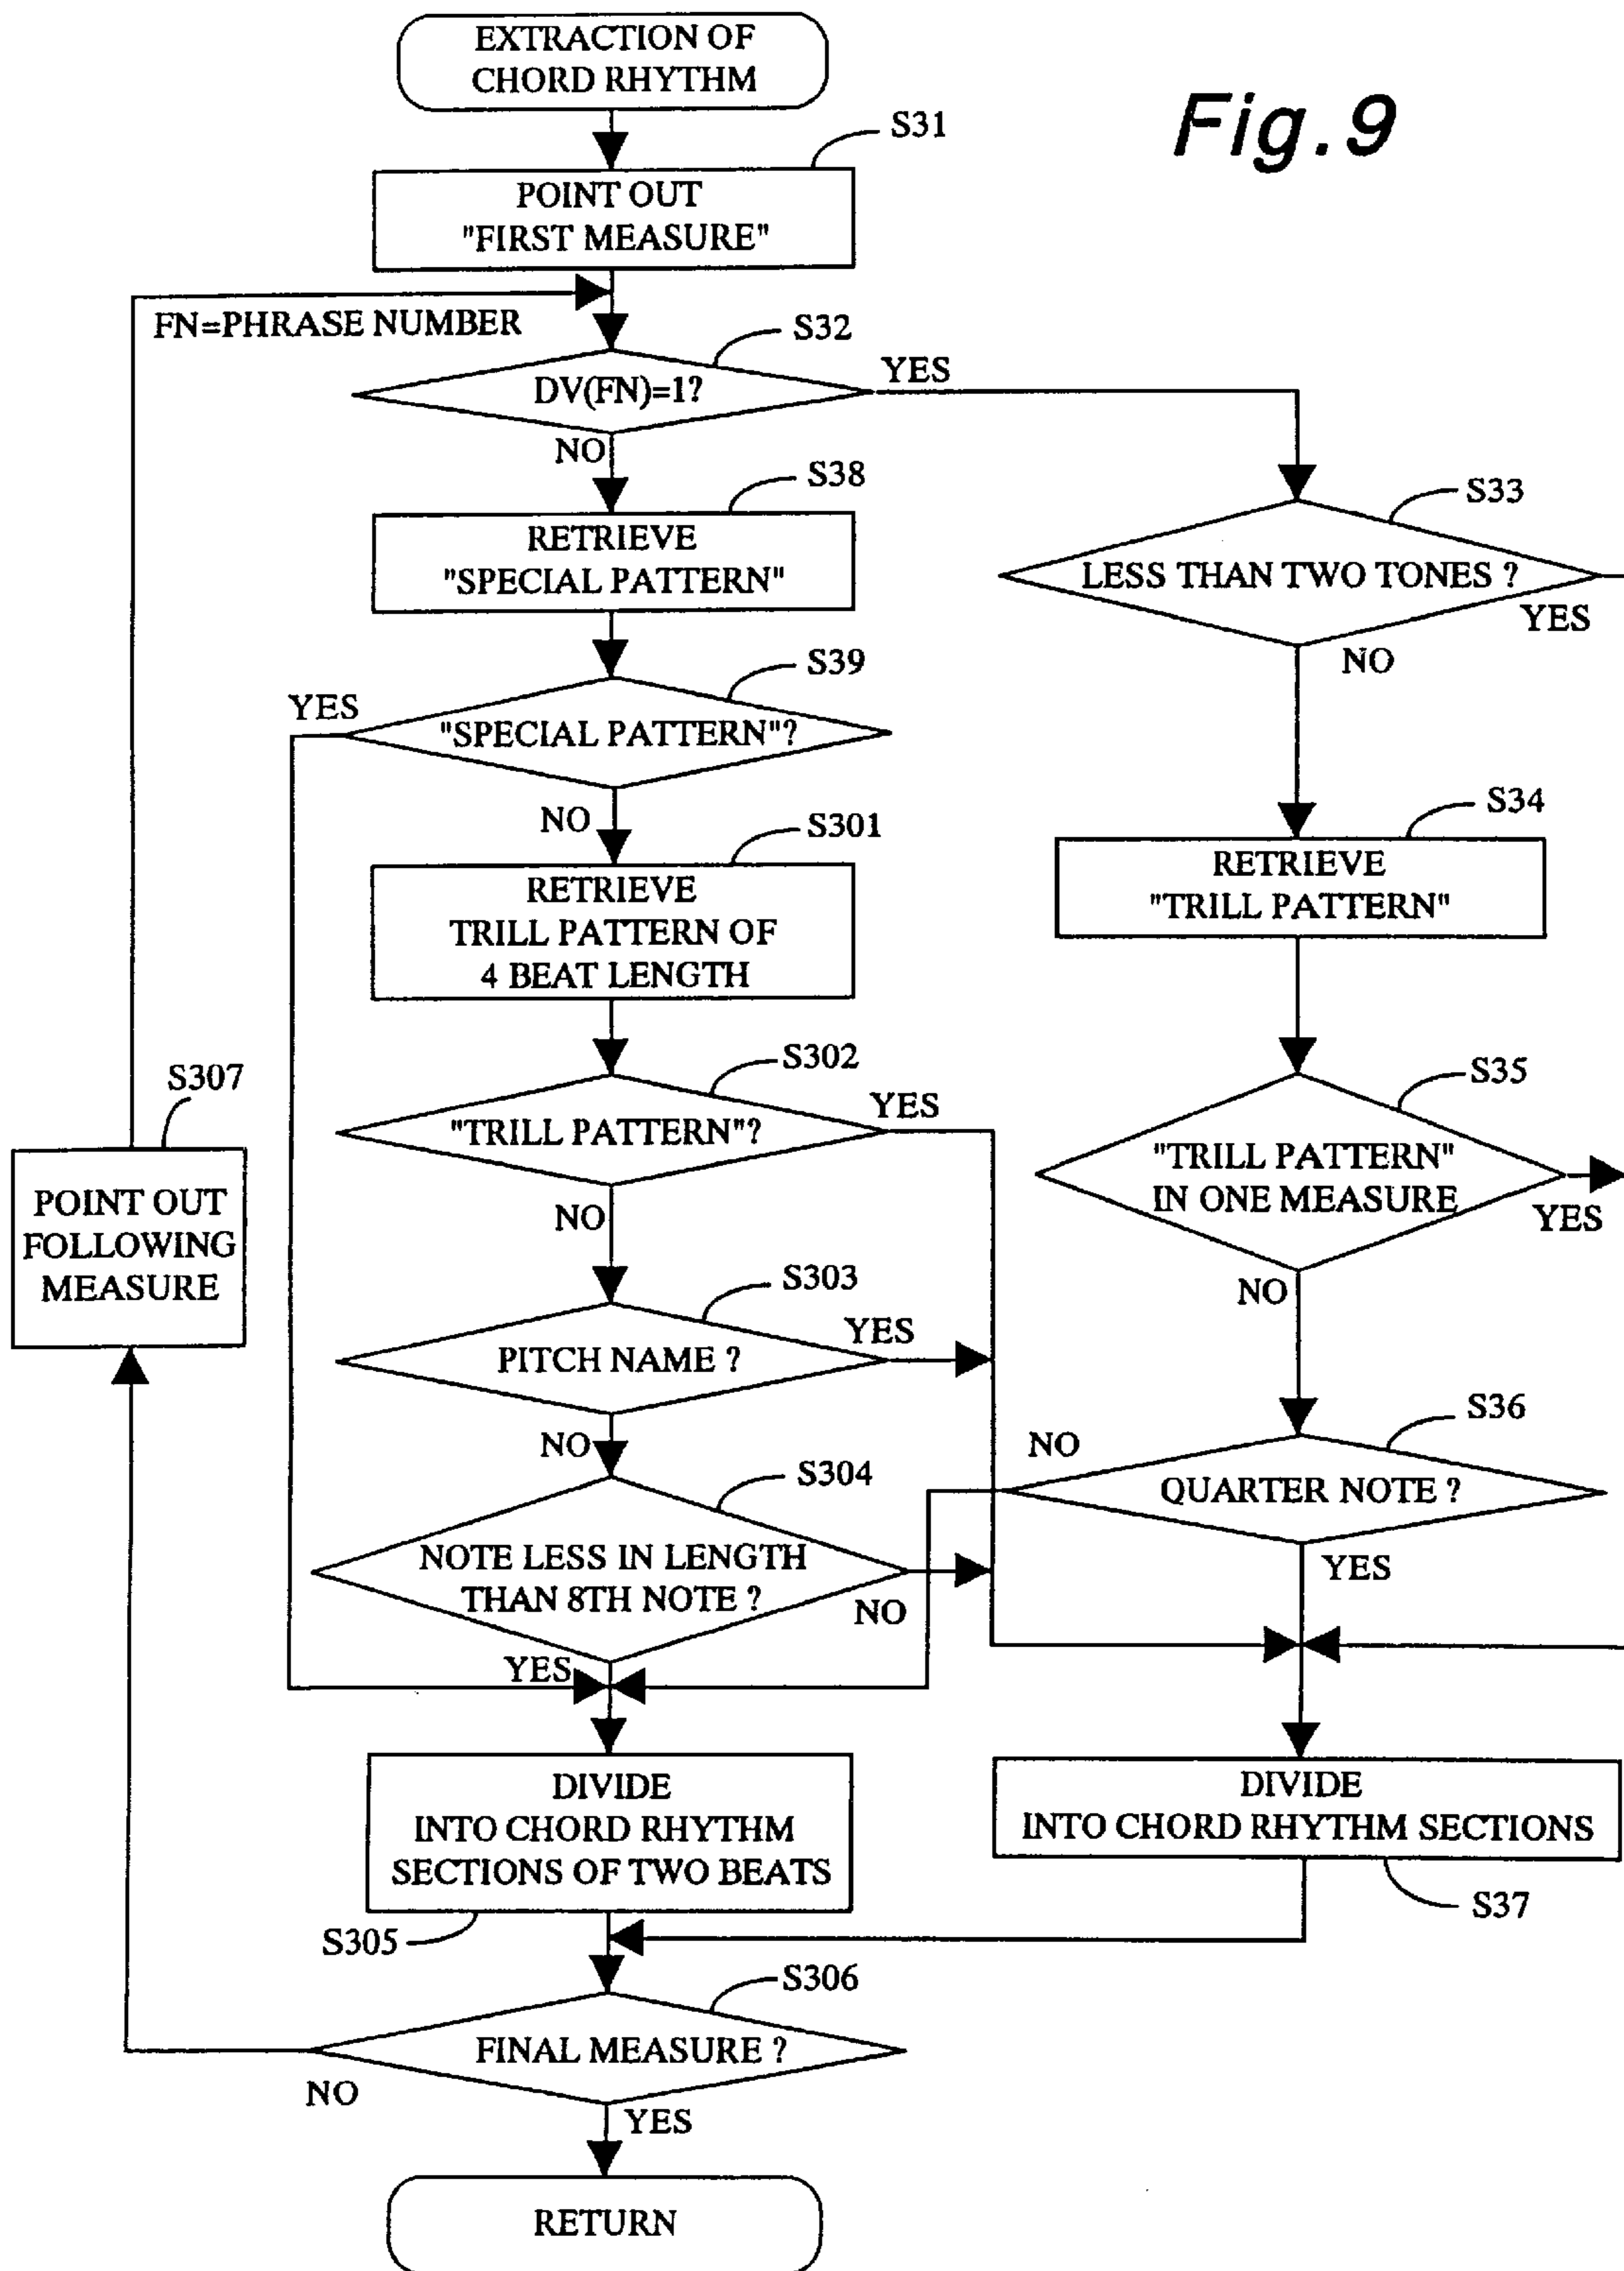 EXTRACTION OF
CHORD RHYTHM
Fig.9
S31
POINT OUT
"FIRST MEASURE"
FN=PHRASE NUMBER
S32
YES
DV(FN)=1?
NO
S38
RETRIEVE
"SPECIAL PATTERN"
S33
LESS THAN TWO TONES ?
YES
NO
S39
YES
"SPECIAL PATTERN"?
NO
S301
RETRIEVE
TRILL PATTERN OF
4 BEAT LENGTH
S34
RETRIEVE
"TRILL PATTERN"
S302
YES
"TRILL PATTERN"?
NO
S35
"TRILL PATTERN"
IN ONE MEASURE
YES
NO
S307
POINT OUT
FOLLOWING
MEASURE
S303
YES
PITCH NAME ?
NO
S36
NO
QUARTER NOTE ?
YES
S304
NOTE LESS IN LENGTH
THAN 8TH NOTE ?
NO
YES
DIVIDE
INTO CHORD RHYTHM
SECTIONS OF TWO BEATS
S305
DIVIDE
INTO CHORD RHYTHM SECTIONS
S37
S306
FINAL MEASURE ?
NO
YES
RETURN